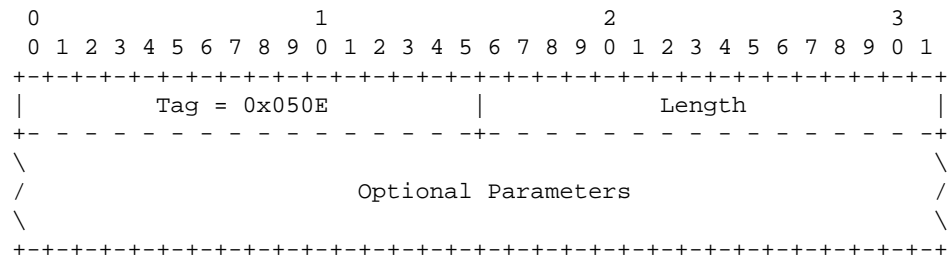 0                   1                   2                   3
 0 1 2 3 4 5 6 7 8 9 0 1 2 3 4 5 6 7 8 9 0 1 2 3 4 5 6 7 8 9 0 1
+-+-+-+-+-+-+-+-+-+-+-+-+-+-+-+-+-+-+-+-+-+-+-+-+-+-+-+-+-+-+-+-+
|         Tag = 0x050E          |            Length             |
+- - - - - - - - - - - - - - - -+- - - - - - - - - - - - - - - -+
\                                                               \
/                       Optional Parameters                     /
\                                                               \
+-+-+-+-+-+-+-+-+-+-+-+-+-+-+-+-+-+-+-+-+-+-+-+-+-+-+-+-+-+-+-+-+